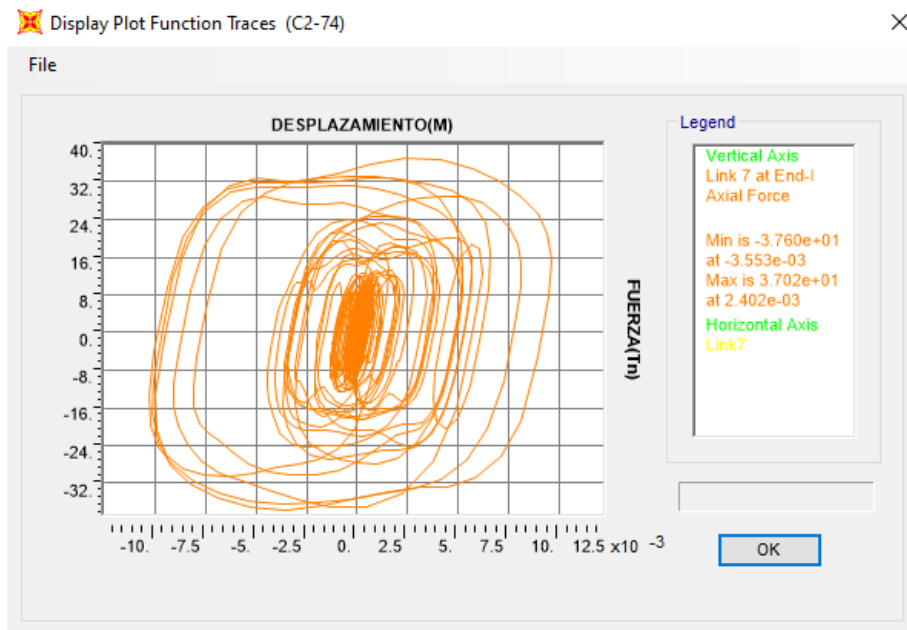 Display Plot Function Traces (C2-74)
File
DESPLAZAMIENTO(M)
40.
32.
24.
16.
8.
0.
-8.
-16.
-24.
-32.
-10. -7.5 -5. -2.5 0. 2.5 5. 7.5 10. 12.5 x10 -3
FUERZA(Tn)
Legend
Vertical Axis
Link 7 at End-I
Axial Force
Min is -3.760e+01
at -3.553e-03
Max is 3.702e+01
at 2.402e-03
Horizontal Axis
Link7
OK